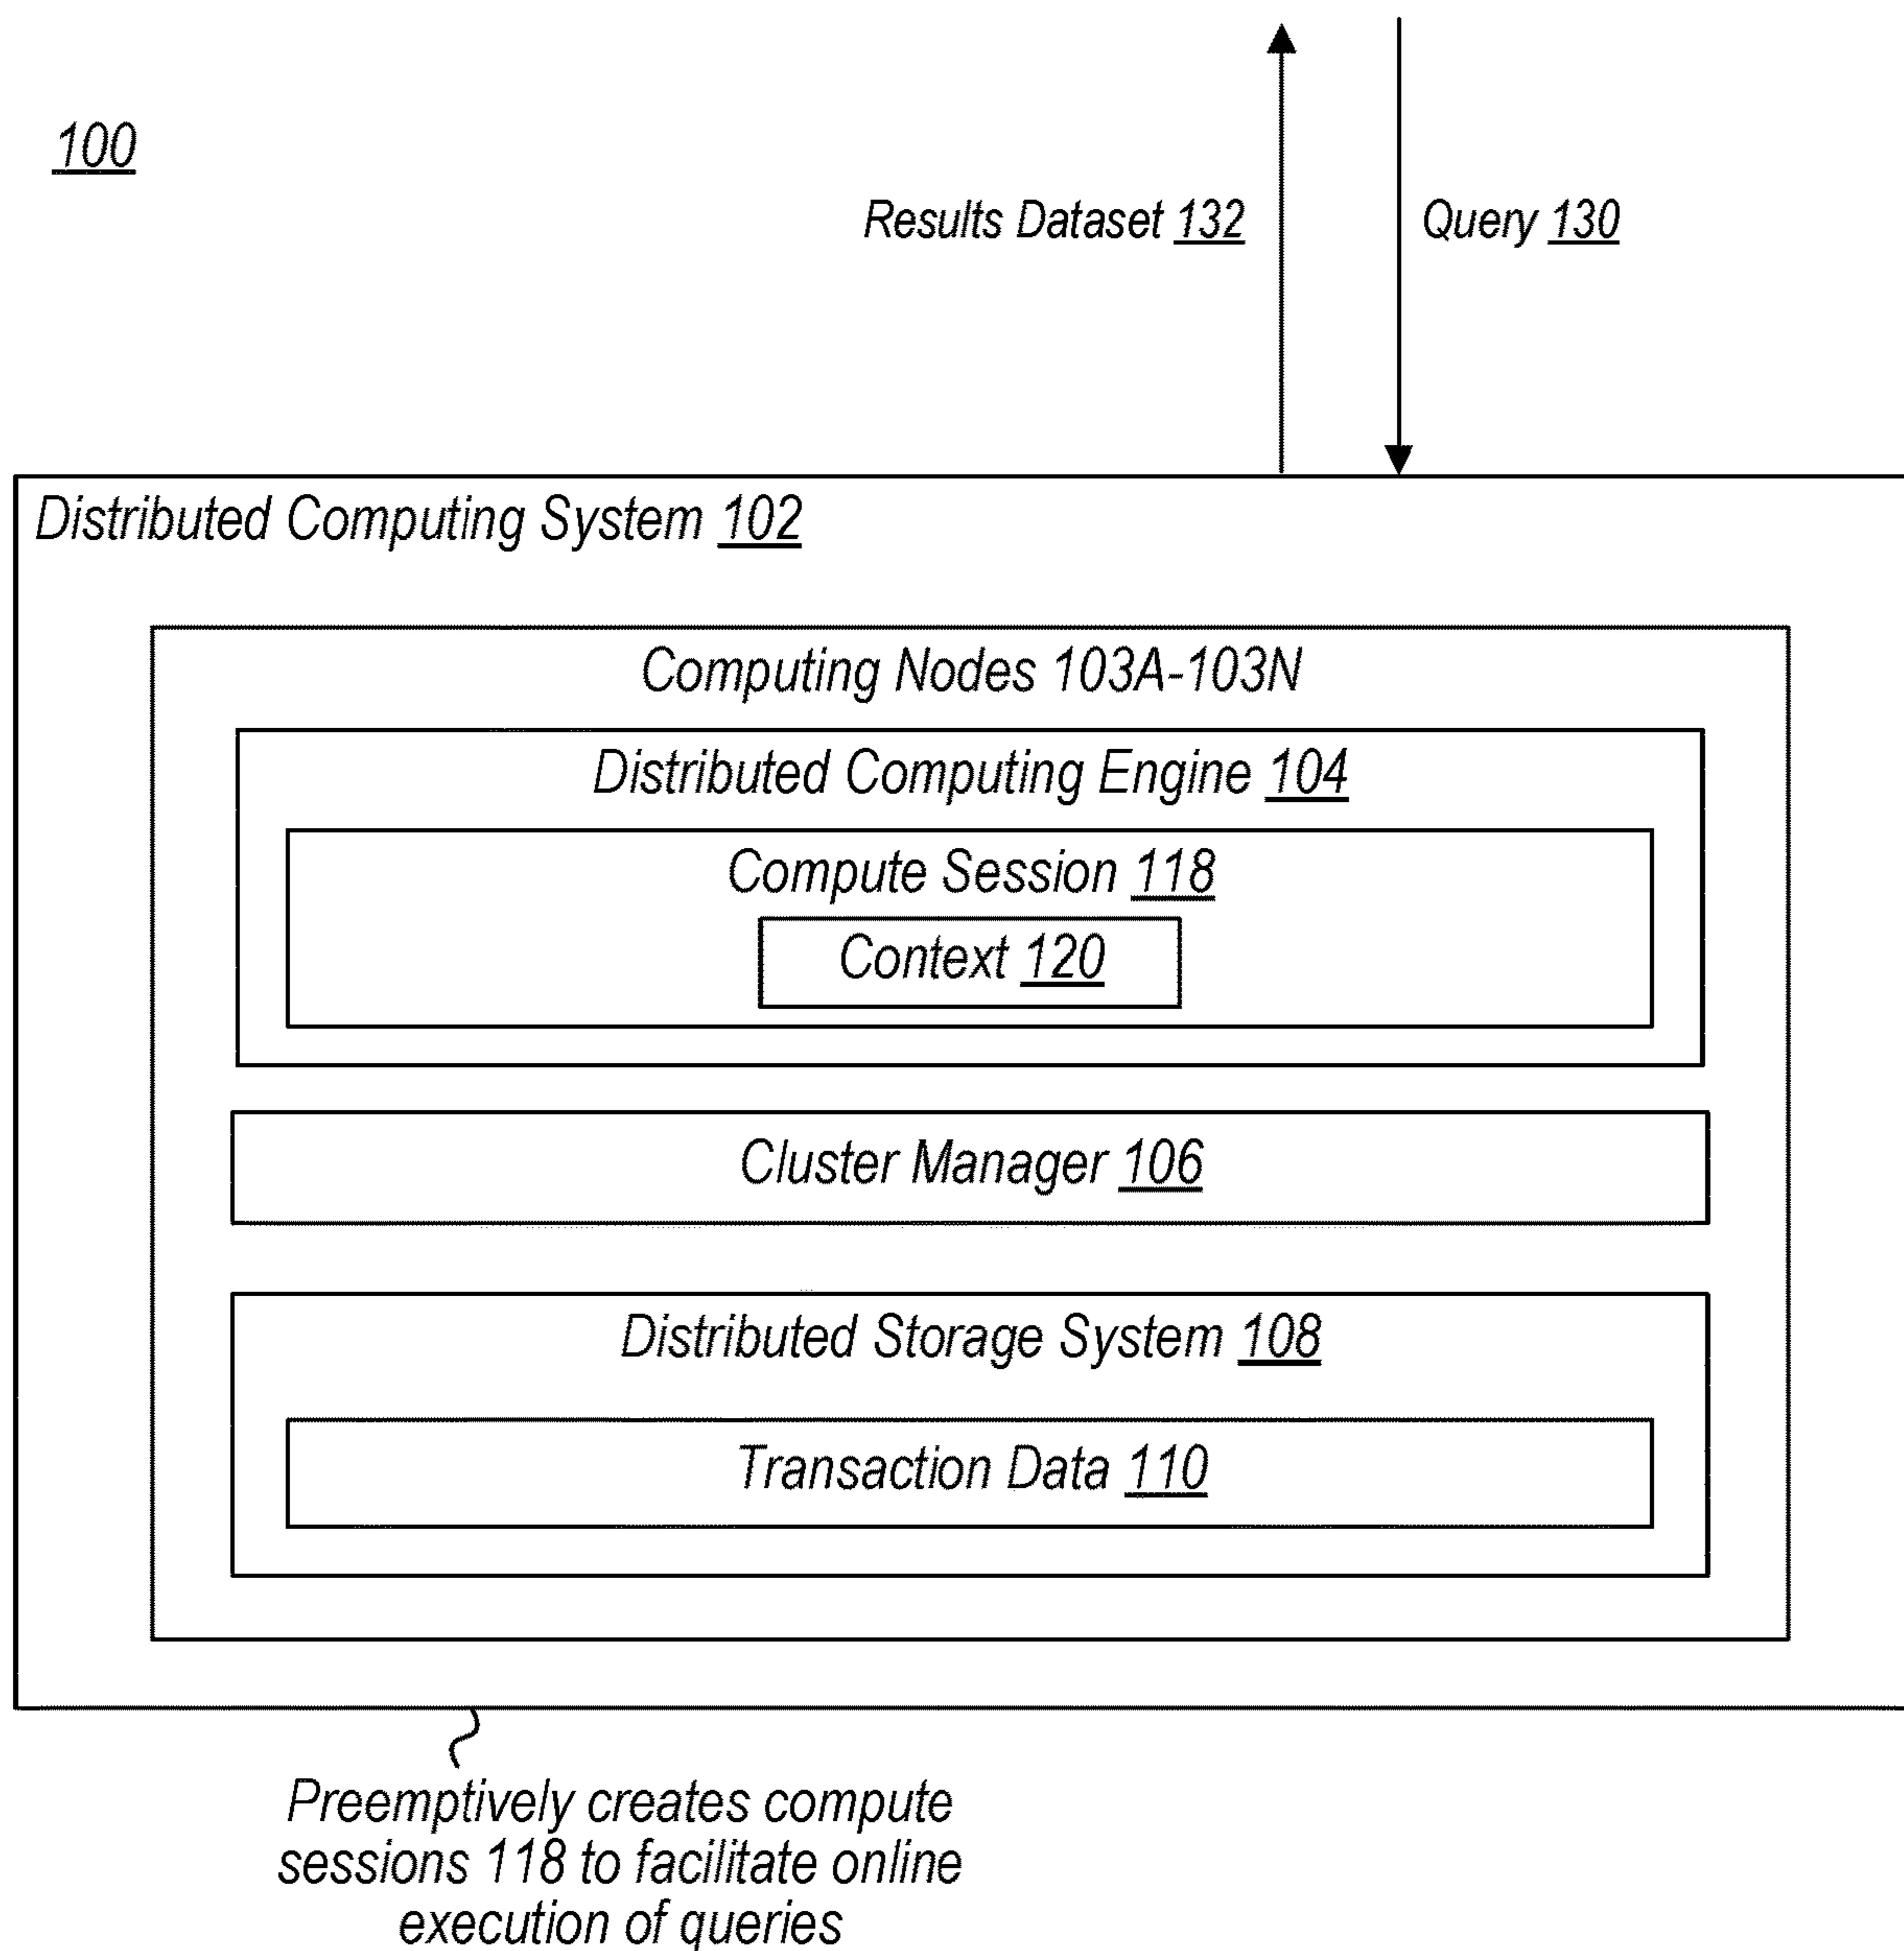 100
Results Dataset 132
Query 130
Distributed Computing System 102
Computing Nodes 103A-103N
Distributed Computing Engine 104
Compute Session 118
Context 120
Cluster Manager 106
Distributed Storage System 108
Transaction Data 110
Preemptively creates compute
sessions 118 to facilitate online
execution of queries